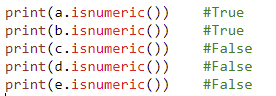 print(a.isnumeric())    #True
print(b.isnumeric())    #True
print(c.isnumeric())    #False
print(d.isnumeric())    #False
print(e.isnumeric())    #False